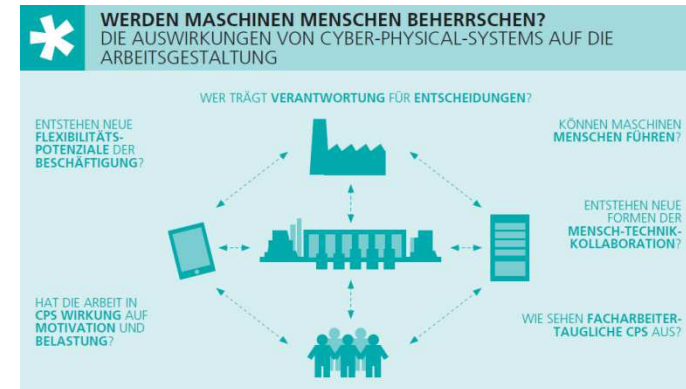 WERDEN MASCHINEN MENSCHEN BEHERRSCHEN?
DIE AUSWIRKUNGEN VON CYBER-PHYSICAL-SYSTEMS AUF DIE
ARBEITSGESTALTUNG
WER TRÄGT VERANTWORTUNG FÜR ENTSCHEIDUNGEN?
ENTSTEHEN NEUE
FLEXIBILITÄTS-
POTENZIALE DER
BESCHÄFTIGUNG?
KÖNNEN MASCHINEN
MENSCHEN FÜHREN?
ENTSTEHEN NEUE
FORMEN DER
MENSCH-TECHNIK-
KOLLABORATION?
HAT DIE ARBEIT IN
CPS WIRKUNG AUF
MOTIVATION UND
BELASTUNG?
WIE SEHEN FACHARBEITER-
TAUGLICHE CPS AUS?